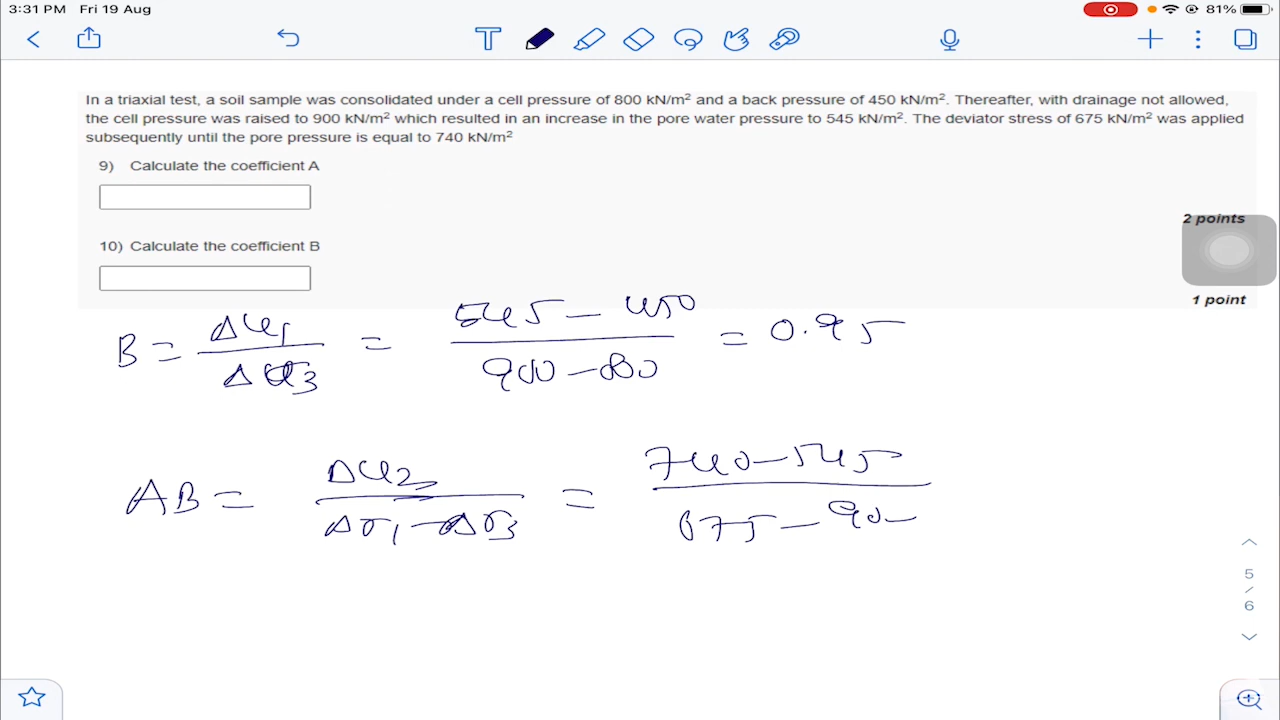 3:31 PM Fri 19 Aug
81%
In a triaxial test, a soil sample was consolidated under a cell pressure of 800 kN/m² and a back pressure of 450 kN/m². Thereafter, with drainage not allowed,
the cell pressure was raised to 900 kN/m² which resulted in an increase in the pore water pressure to 545 kN/m². The deviator stress of 675 kN/m² was applied
subsequently until the pore pressure is equal to 740 kN/m²
9) Calculate the coefficient A
2 points
10) Calculate the coefficient B
1 point
B = Δu₁ / Δσ₃ = 545 - 450 / 900 - 800 = 0.95
AB = Δu₂ / Δσ₁ - Δσ₃ = 740 - 545 / 675 - 90
5
/
6